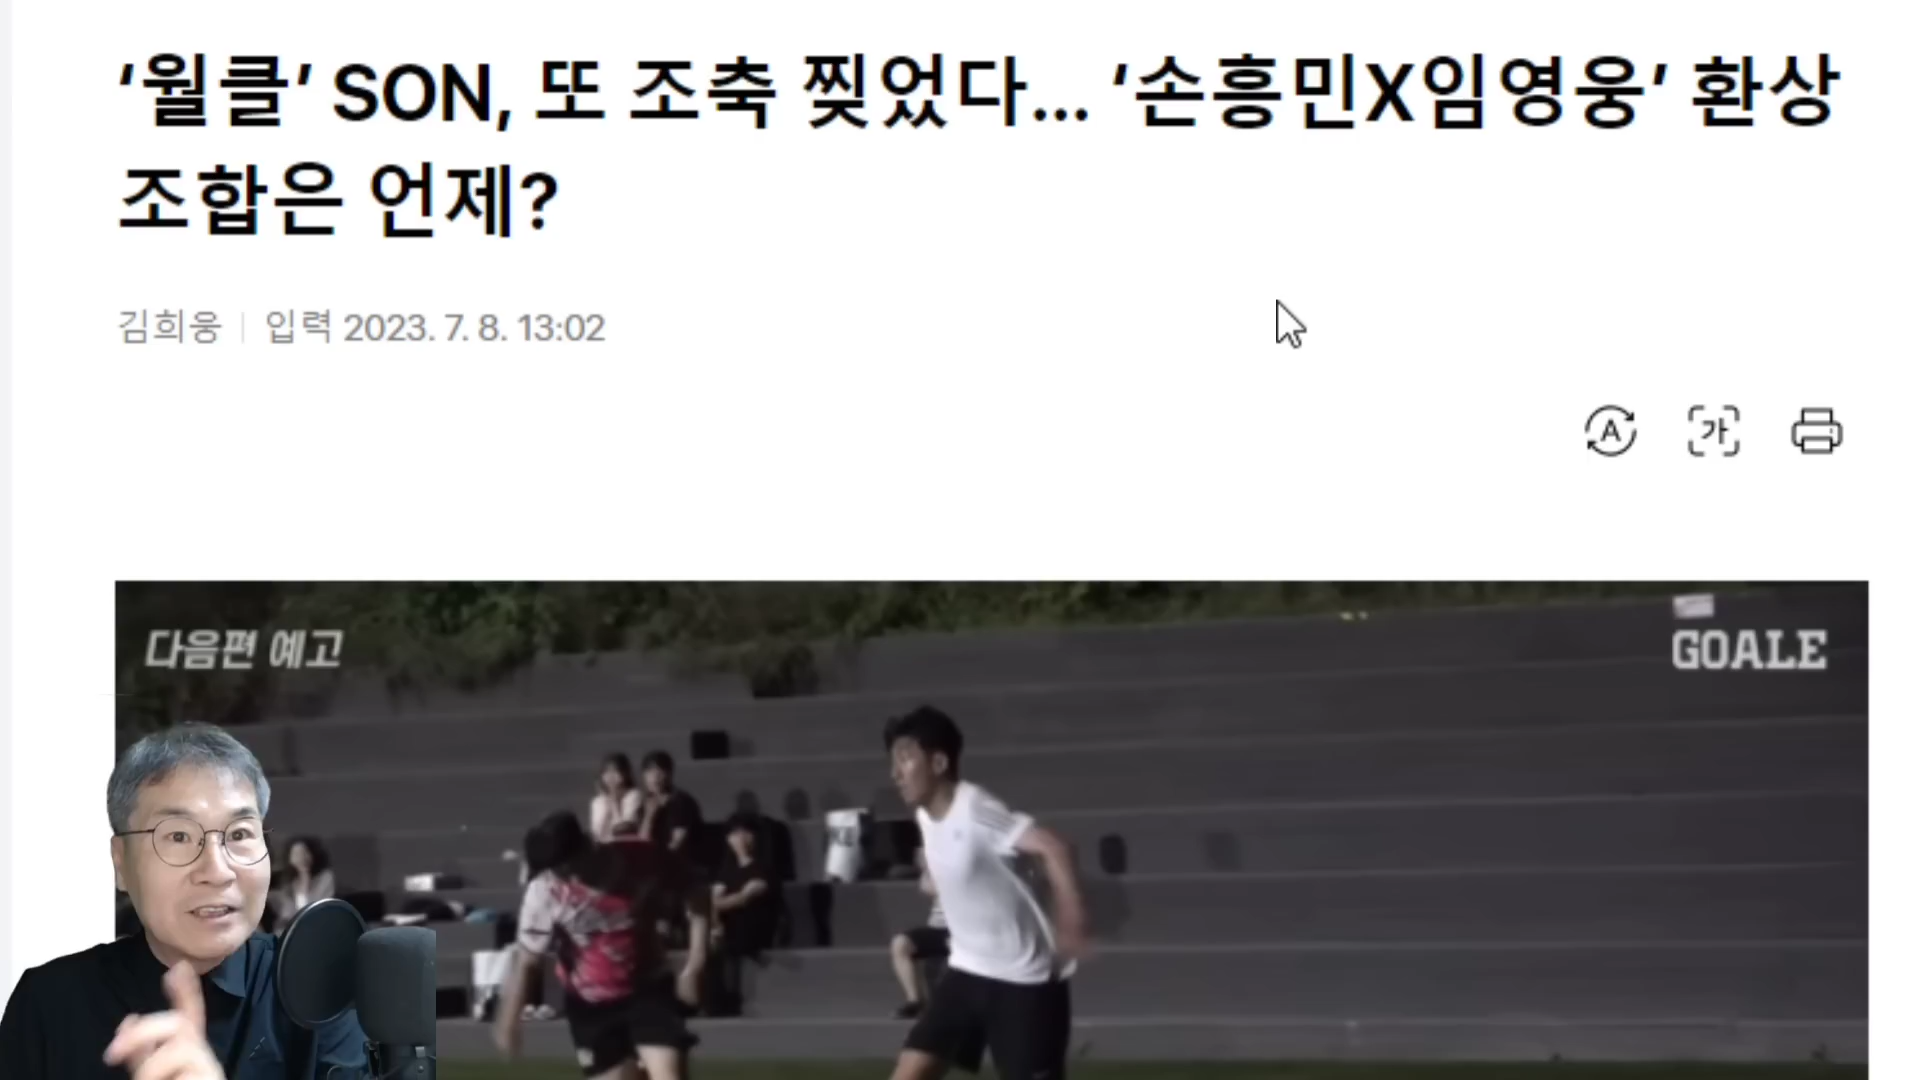 ‘월클’ SON, 또 조축 찢었다... ‘손흥민X임영웅’ 환상
조합은 언제?
김희웅 | 입력 2023. 7. 8. 13:02
A 가
다음편 예고
GOALE